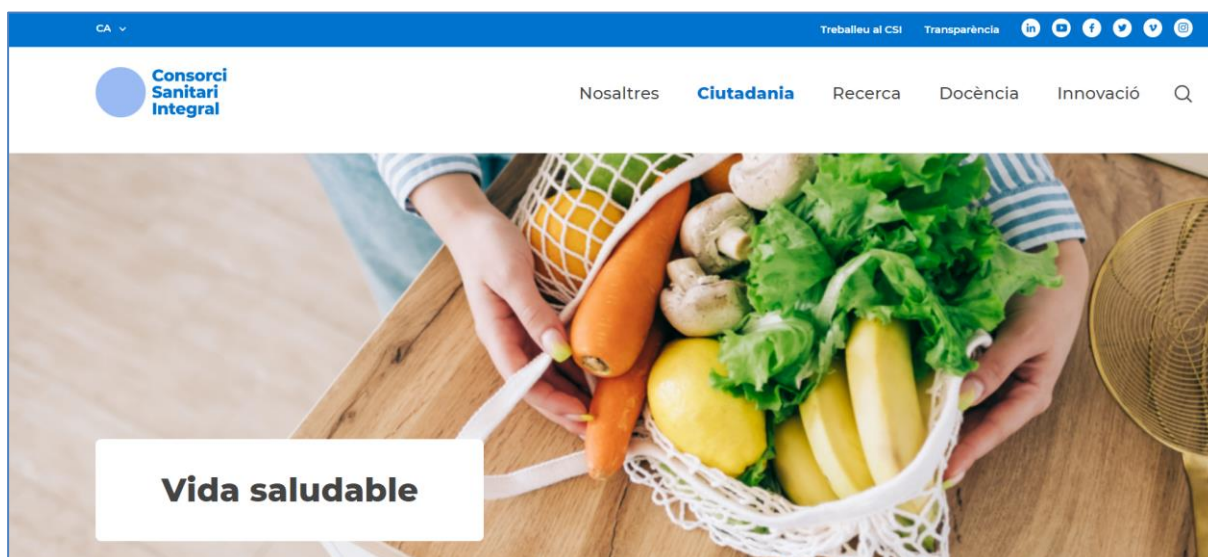 CA
Treballeu al CSI Transparència
Consorci
Sanitari
Integral
Nosaltres Ciutadania Recerca Docència Innovació
Vida saludable